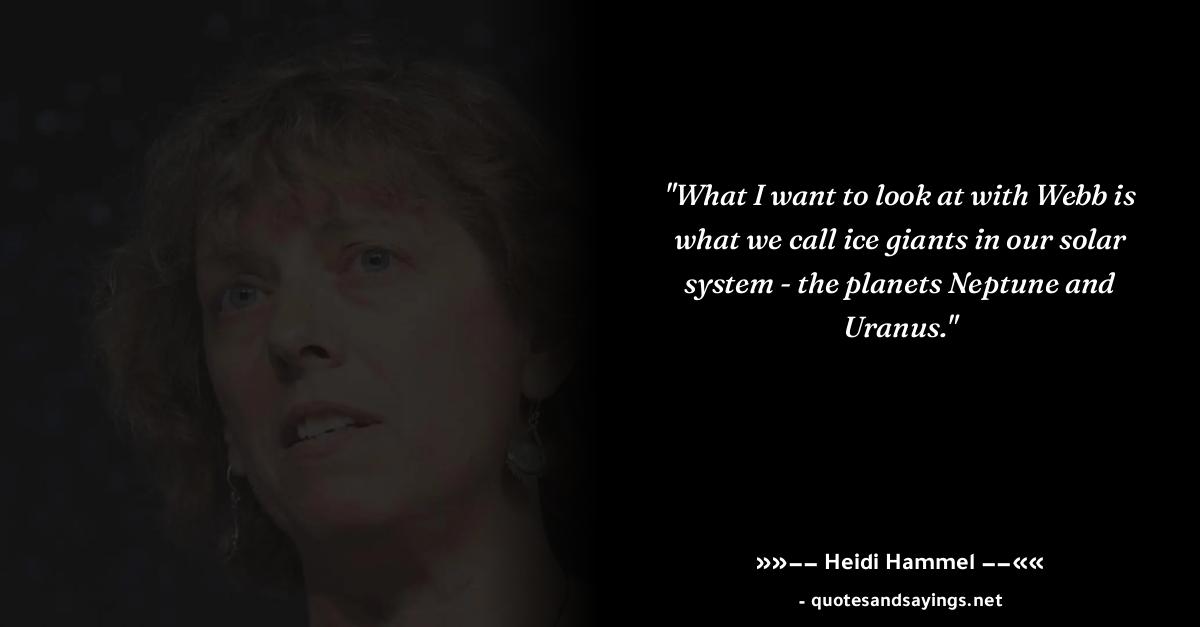 "What I want to look at with Webb is
what we call ice giants in our solar
system - the planets Neptune and
Uranus."
»»–– Heidi Hammel ––««
- quotesandsayings.net